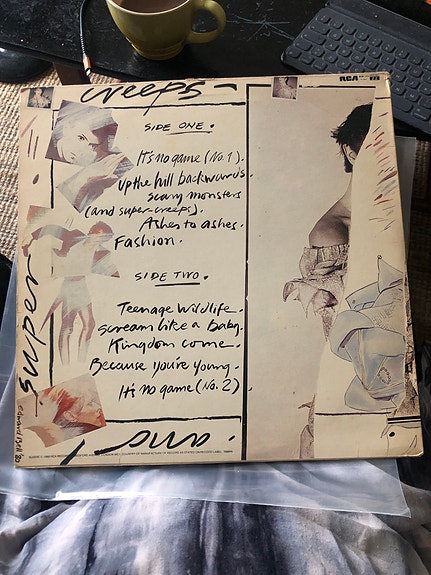 creeps
RCA
SIDE ONE.
It's no game (No. 1).
Up the hill backwards.
scary monsters
(and super-creeps).
Ashes to ashes.
Fashion.
SIDE TWO.
Teenage Wildlife.
scream like a baby.
Kingdom come.
Because you're young.
It's no game (No. 2).
super
and